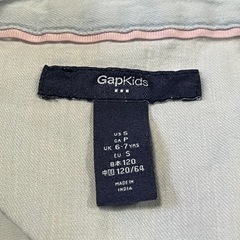 GapKids
US S
CA P
UK 6-7 YRS
EU S
日本 120
中国 120/64
MADE IN
INDIA